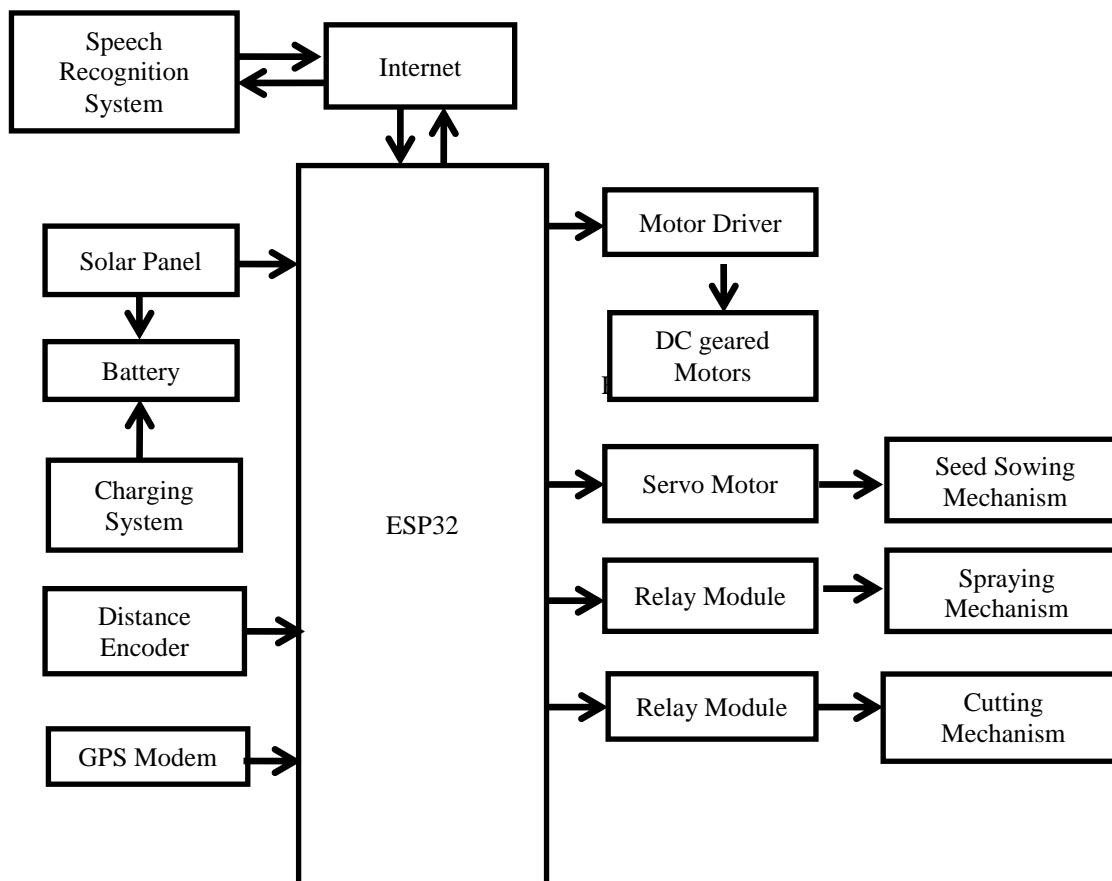 Speech
Recognition
System
Internet
Solar Panel
Battery
Charging
System
Distance
Encoder
GPS Modem
ESP32
Motor Driver
DC geared
Motors
Servo Motor
Seed Sowing
Mechanism
Relay Module
Spraying
Mechanism
Relay Module
Cutting
Mechanism